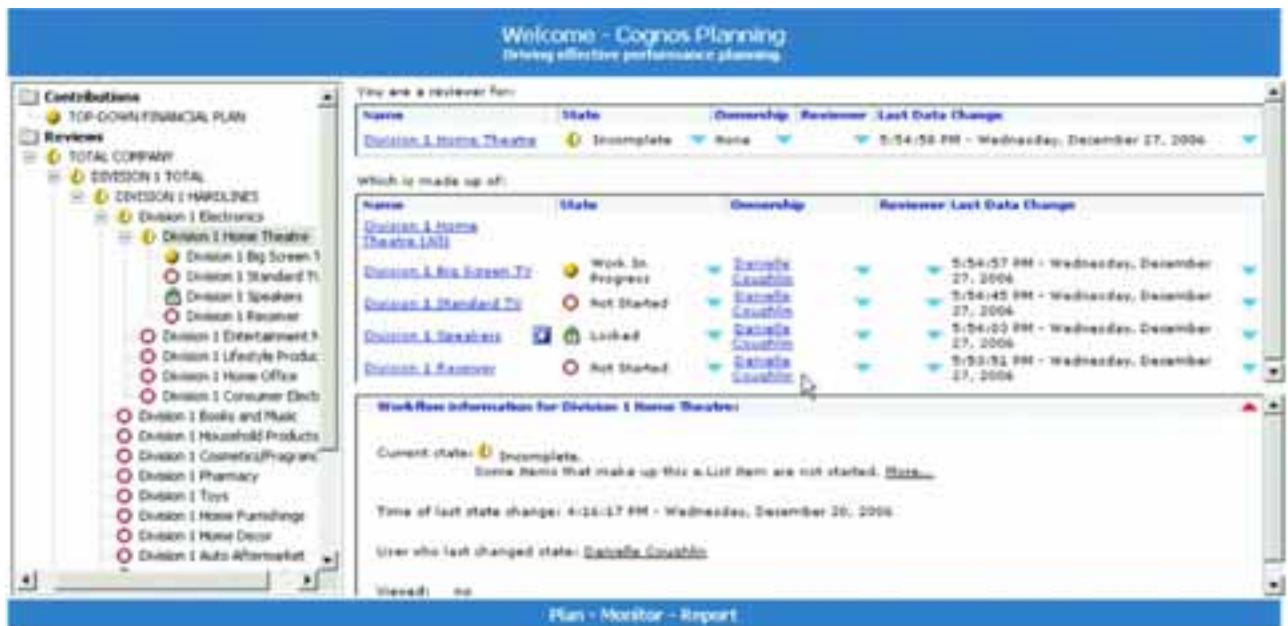 Welcome - Cognos Planning
Driving effective performance planning
Contributions
TOP-DOWN FINANCIAL PLAN
Reviews
TOTAL COMPANY
DIVISION 1 TOTAL
DIVISION 1 HARDLINES
Division 1 Electronics
Division 1 Home Theatre
Division 1 Big Screen T
Division 1 Standard T
Division 1 Speakers
Division 1 Receiver
Division 1 Entertainment
Division 1 Lifestyle Produc
Division 1 Home Office
Division 1 Consumer Elect
Division 1 Books and Music
Division 1 Household Products
Division 1 Cosmetics/Fragranc
Division 1 Pharmacy
Division 1 Toys
Division 1 Home Furnishings
Division 1 Home Decor
Division 1 Auto Aftermarket
You are a reviewer for:
Name State Ownership Reviewer Last Data Change
Division 1 Home Theatre Incomplete None 5:54:58 PM - Wednesday, December 27, 2006
Which is made up of:
Name State Ownership Reviewer Last Data Change
Division 1 Home
Theatre (All)
Division 1 Big Screen TV Work In Progress Danielle Coughlin 5:54:57 PM - Wednesday, December 27, 2006
Division 1 Standard TV Not Started Danielle Coughlin 5:54:45 PM - Wednesday, December 27, 2006
Division 1 Speakers Locked Danielle Coughlin 5:54:03 PM - Wednesday, December 27, 2006
Division 1 Receiver Not Started Danielle Coughlin 5:53:51 PM - Wednesday, December 27, 2006
Workflow information for Division 1 Home Theatre:
Current state: Incomplete.
Some items that make up this e.List item are not started. More...
Time of last state change: 4:16:17 PM - Wednesday, December 20, 2006
User who last changed state: Danielle Coughlin
Viewed: no
Plan - Monitor - Report